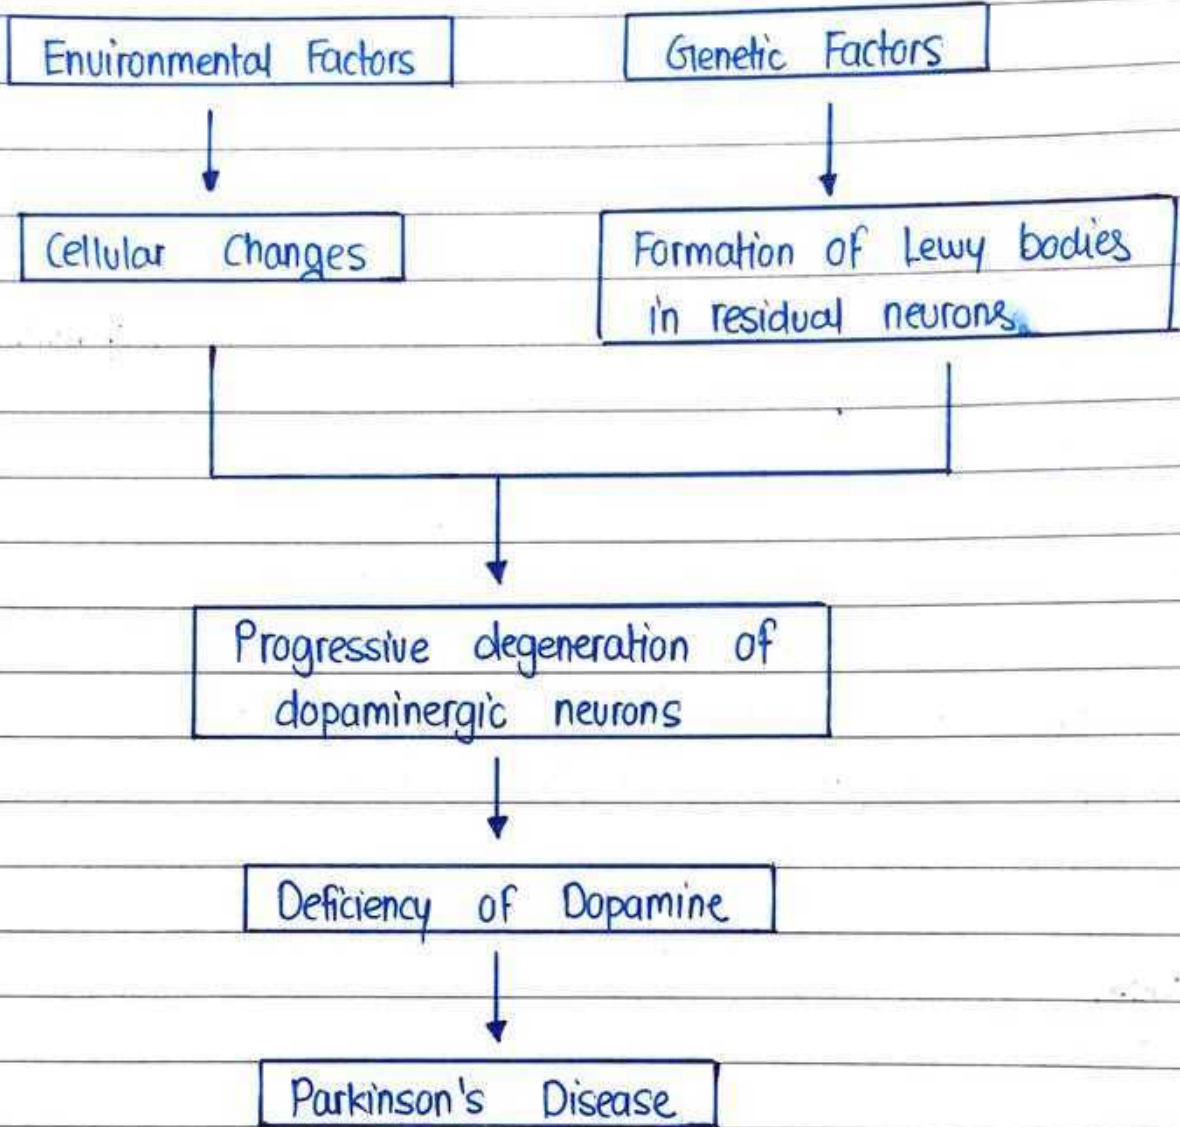 Environmental Factors
Genetic Factors
Cellular Changes
Formation of Lewy bodies
in residual neurons.
Progressive degeneration of
dopaminergic neurons
Deficiency of Dopamine
Parkinson's Disease